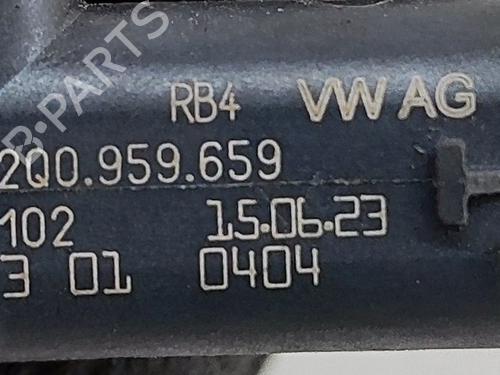 B-PARTS
RB4 VW AG
2Q0.959.659
102 15.06.23
3 01 0404